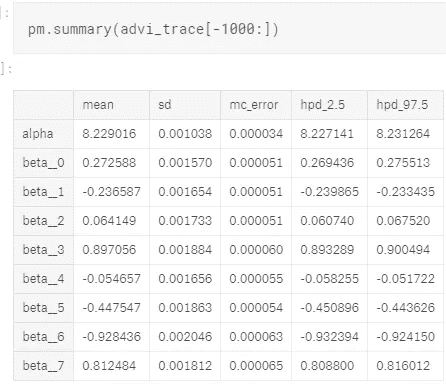 ]:
pm.summary(advi_trace[-1000:])
]:
mean sd mc_error hpd_2.5 hpd_97.5
alpha 8.229016 0.001038 0.000034 8.227141 8.231264
beta__0 0.272588 0.001570 0.000051 0.269436 0.275513
beta__1 -0.236587 0.001654 0.000051 -0.239865 -0.233435
beta__2 0.064149 0.001733 0.000051 0.060740 0.067520
beta__3 0.897056 0.001884 0.000060 0.893289 0.900494
beta__4 -0.054657 0.001656 0.000055 -0.058255 -0.051722
beta__5 -0.447547 0.001863 0.000054 -0.450896 -0.443626
beta__6 -0.928436 0.002046 0.000063 -0.932394 -0.924150
beta__7 0.812484 0.001812 0.000065 0.808800 0.816012